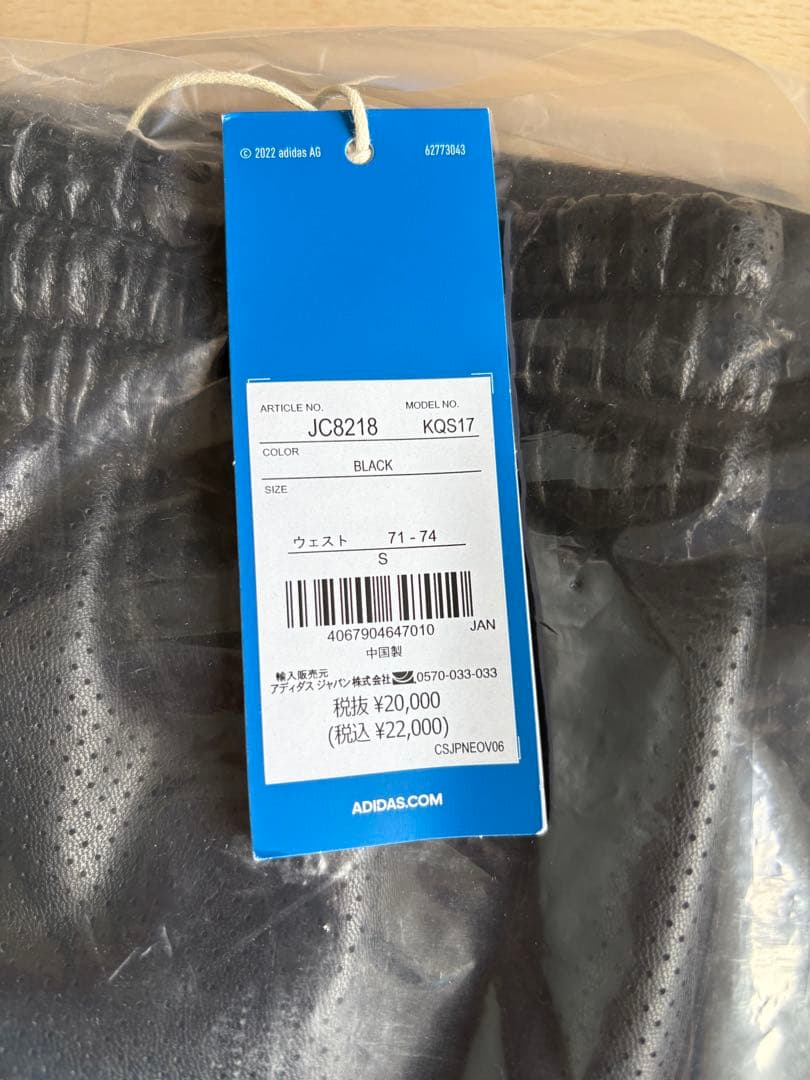 © 2022 adidas AG 62773043
ARTICLE NO. MODEL NO.
JC8218 KQS17
COLOR
BLACK
SIZE
ウェスト 71 - 74
S
4067904647010 JAN
中国製
輸入販売元
アディダス ジャパン株式会社 0570-033-033
税抜 ¥20,000
(税込 ¥22,000)
CSJPNEOV06
ADIDAS.COM